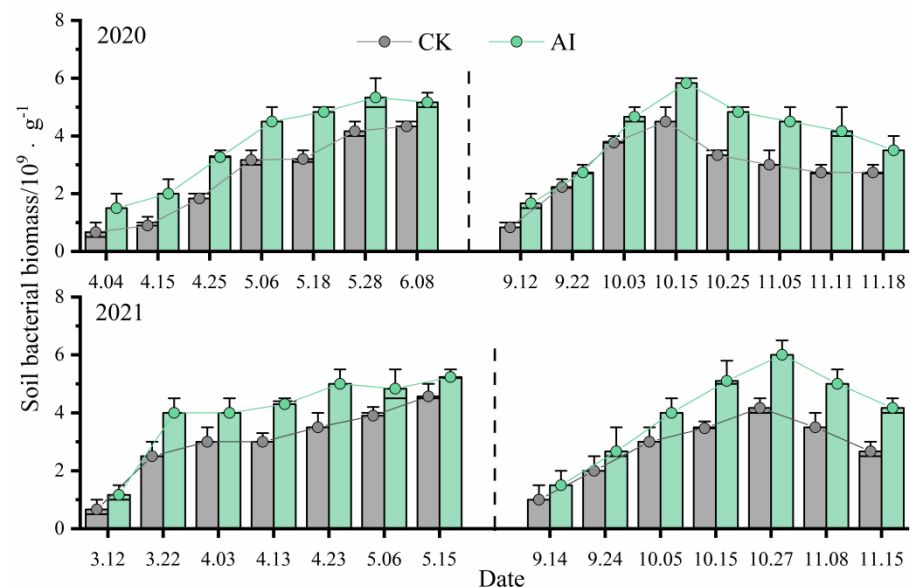 2020
CK
AI
8
6
4
2
0
4.04 4.15 4.25 5.06 5.18 5.28 6.08 9.12 9.22 10.03 10.15 10.25 11.05 11.11 11.18
Soil bacterial biomass/10⁹ · g⁻¹
2021
8
6
4
2
0
3.12 3.22 4.03 4.13 4.23 5.06 5.15 9.14 9.24 10.05 10.15 10.27 11.08 11.15
Date